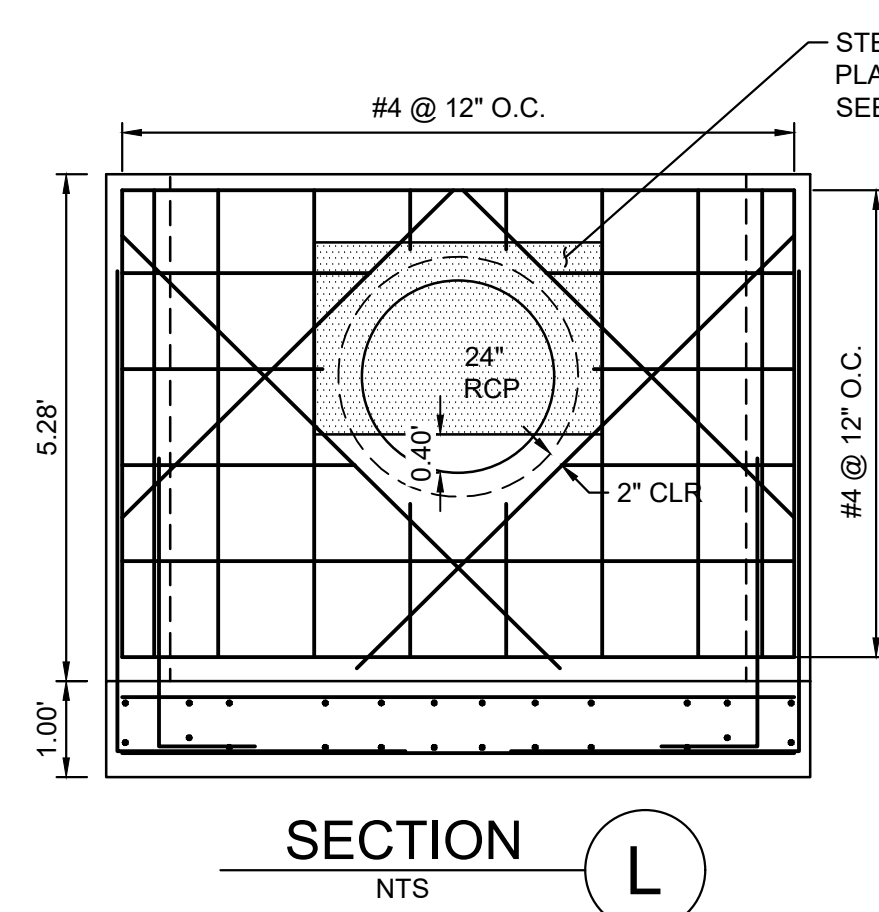 #4 @ 12" O.C.
5.28'
24"
RCP
0.40'
2" CLR
#4 @ 12" O.C.
1.00'
SECTION
NTS
L